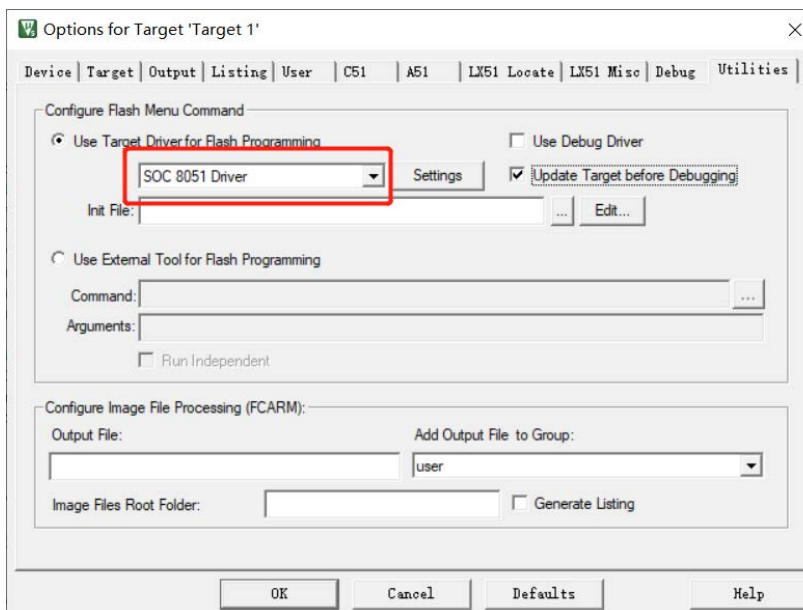 Options for Target 'Target 1'
Device Target Output Listing User C51 A51 LX51 Locate LX51 Misc Debug Utilities
Configure Flash Menu Command
Use Target Driver for Flash Programming Use Debug Driver
SOC 8051 Driver Settings Update Target before Debugging
Init File: ... Edit...
Use External Tool for Flash Programming
Command: ...
Arguments:
Run Independent
Configure Image File Processing (FCARM):
Output File: Add Output File to Group:
user
Image Files Root Folder: Generate Listing
OK Cancel Defaults Help